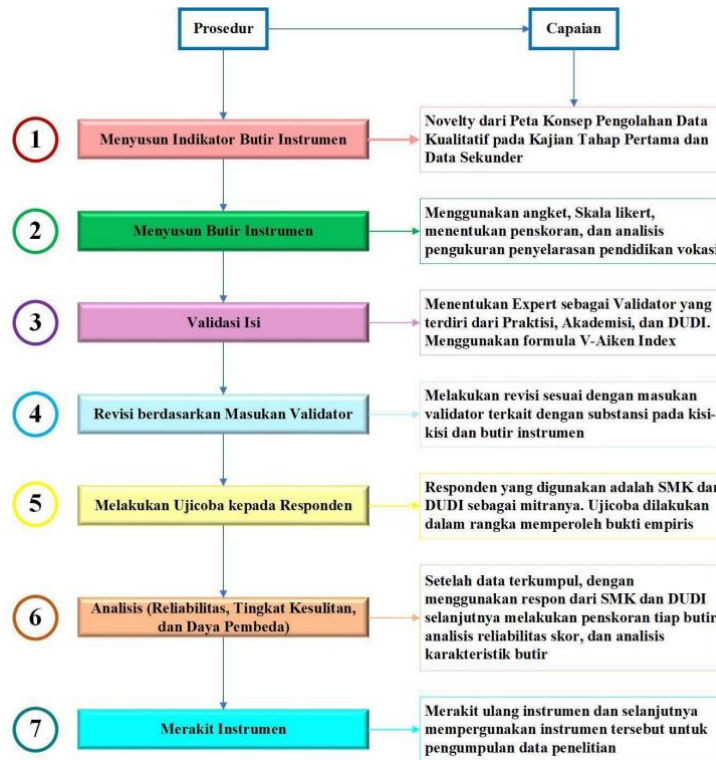 Prosedur
Capaian
1
Menyusun Indikator Butir Instrumen
Novelty dari Peta Konsep Pengolahan Data
Kualitatif pada Kajian Tahap Pertama dan
Data Sekunder
2
Menyusun Butir Instrumen
Menggunakan angket, Skala likert,
menentukan penskoran, dan analisis
pengukuran penyelarasan pendidikan vokasi
3
Validasi Isi
Menentukan Expert sebagai Validator yang
terdiri dari Praktisi, Akademisi, dan DUDI.
Menggunakan formula V-Aiken Index
4
Revisi berdasarkan Masukan Validator
Melakukan revisi sesuai dengan masukan
validator terkait dengan substansi pada kisi-
kisi dan butir instrumen
5
Melakukan Ujicoba kepada Responden
Responden yang digunakan adalah SMK dan
DUDI sebagai mitranya. Ujicoba dilakukan
dalam rangka memperoleh bukti empiris
6
Analisis (Reliabilitas, Tingkat Kesulitan,
dan Daya Pembeda)
Setelah data terkumpul, dengan
menggunakan respon dari SMK dan DUDI
selanjutnya melakukan penskoran tiap butir,
analisis reliabilitas skor, dan analisis
karakteristik butir
7
Merakit Instrumen
Merakit ulang instrumen dan selanjutnya
mempergunakan instrumen tersebut untuk
pengumpulan data penelitian